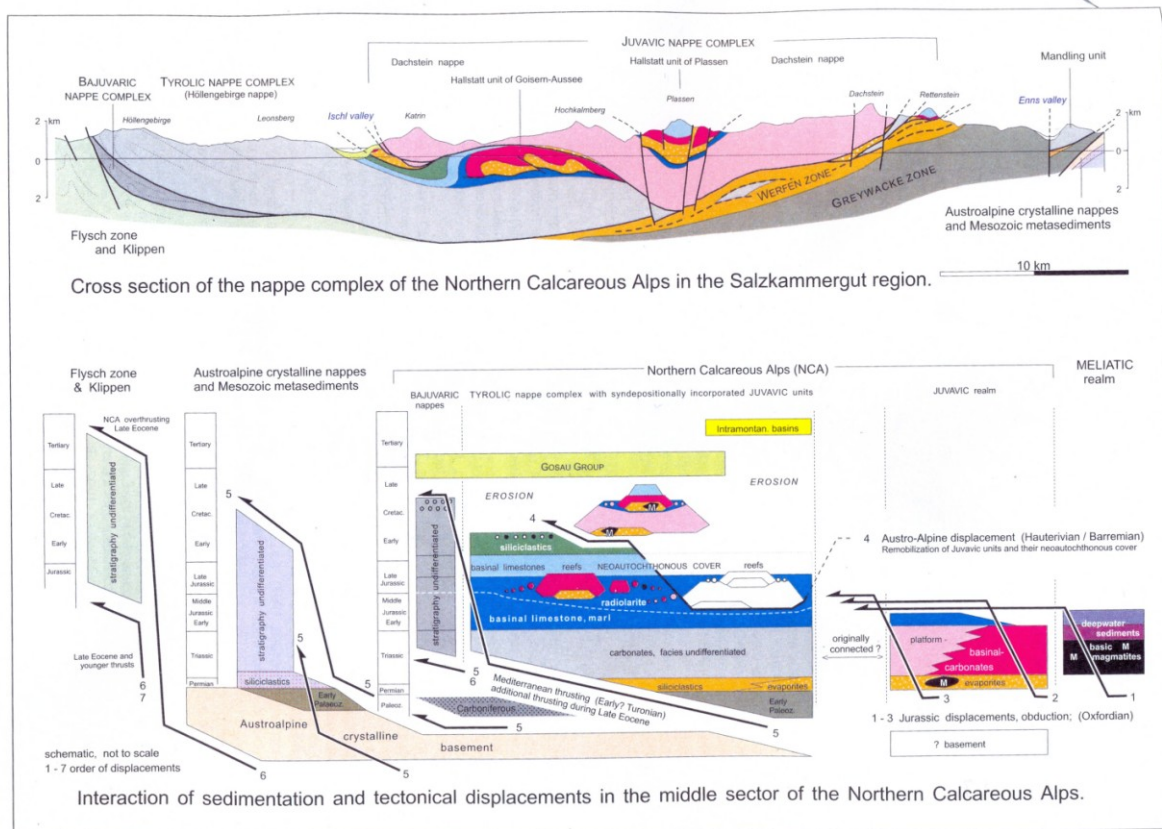 JUVAVIC NAPPE COMPLEX
Dachstein nappe
Hallstatt unit of Plassen
Dachstein nappe
Mandling unit
BAJUVARIC
NAPPE COMPLEX
TYROLIC NAPPE COMPLEX
(Höllengebirge nappe)
Hallstatt unit of Goisern-Aussee
Höllengebirge
Leonsberg
Ischl valley
Katrin
Hochkalmberg
Plassen
Dachstein
Rettenstein
Enns valley
2 km
0
2
2 km
0
2
WERFEN ZONE
GREYWACKE ZONE
Flysch zone
and Klippen
Austroalpine crystalline nappes
and Mesozoic metasediments
10 km
Cross section of the nappe complex of the Northern Calcareous Alps in the Salzkammergut region.
Flysch zone
& Klippen
Austroalpine crystalline nappes
and Mesozoic metasediments
Northern Calcareous Alps (NCA)
MELIATIC
realm
BAJUVARIC
nappes
TYROLIC nappe complex with syndepositionally incorporated JUVAVIC units
JUVAVIC realm
NCA overthrusting
Late Eocene
Tertiary
Late
Cretac.
Early
Jurassic
stratigraphy undifferentiated
Late Eocene and
younger thrusts
6
7
Tertiary
Late
Cretac.
Early
Late
Jurassic
Middle
Jurassic
Early
Triassic
Permian
5
stratigraphy undifferentiated
siliciclastics
Early
Paleoz.
5
5
Tertiary
Late
Cretac.
Early
Late
Jurassic
Middle
Jurassic
Early
Triassic
Permian
Paleoz.
stratigraphy undifferentiated
Intramontan. basins
GOSAU GROUP
EROSION
EROSION
M
M
4
siliciclastics
basinal limestones
reefs
NEOAUTOCHTHONOUS COVER
reefs
radiolarite
basinal limestone, marl
carbonates, facies undifferentiated
siliciclastics
evaporites
Early
Paleoz.
5
6
Mediterranean thrusting (Early? Turonian)
additional thrusting during Late Eocene
Carboniferous
5
5
4 Austro-Alpine displacement (Hauterivian / Barremian)
Remobilization of Juvavic units and their neoautochthonous cover
originally
connected ?
platform -
basinal-
carbonates
M
evaporites
deepwater
sediments
basic M
M magmatites
3
2
1
1 - 3 Jurassic displacements, obduction; (Oxfordian)
? basement
Austroalpine
crystalline
basement
6
5
schematic, not to scale
1 - 7 order of displacements
Interaction of sedimentation and tectonical displacements in the middle sector of the Northern Calcareous Alps.